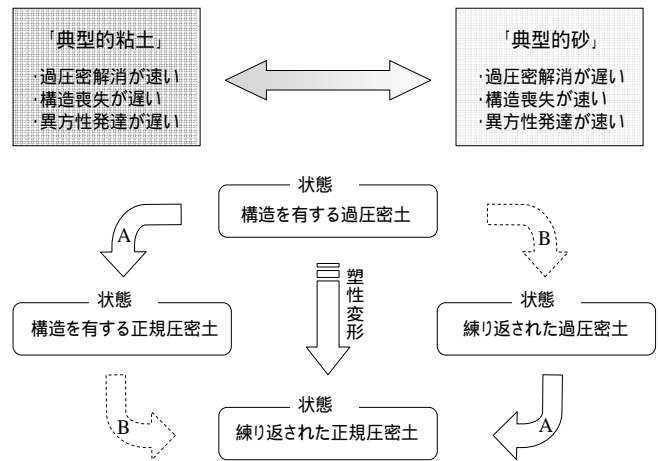 「典型的粘土」
・過圧密解消が速い
・構造喪失が遅い
・異方性発達が遅い
「典型的砂」
・過圧密解消が遅い
・構造喪失が速い
・異方性発達が速い
状態
構造を有する過圧密土
A
B
状態
構造を有する正規圧密土
塑性変形
状態
練り返された過圧密土
B
A
状態
練り返された正規圧密土